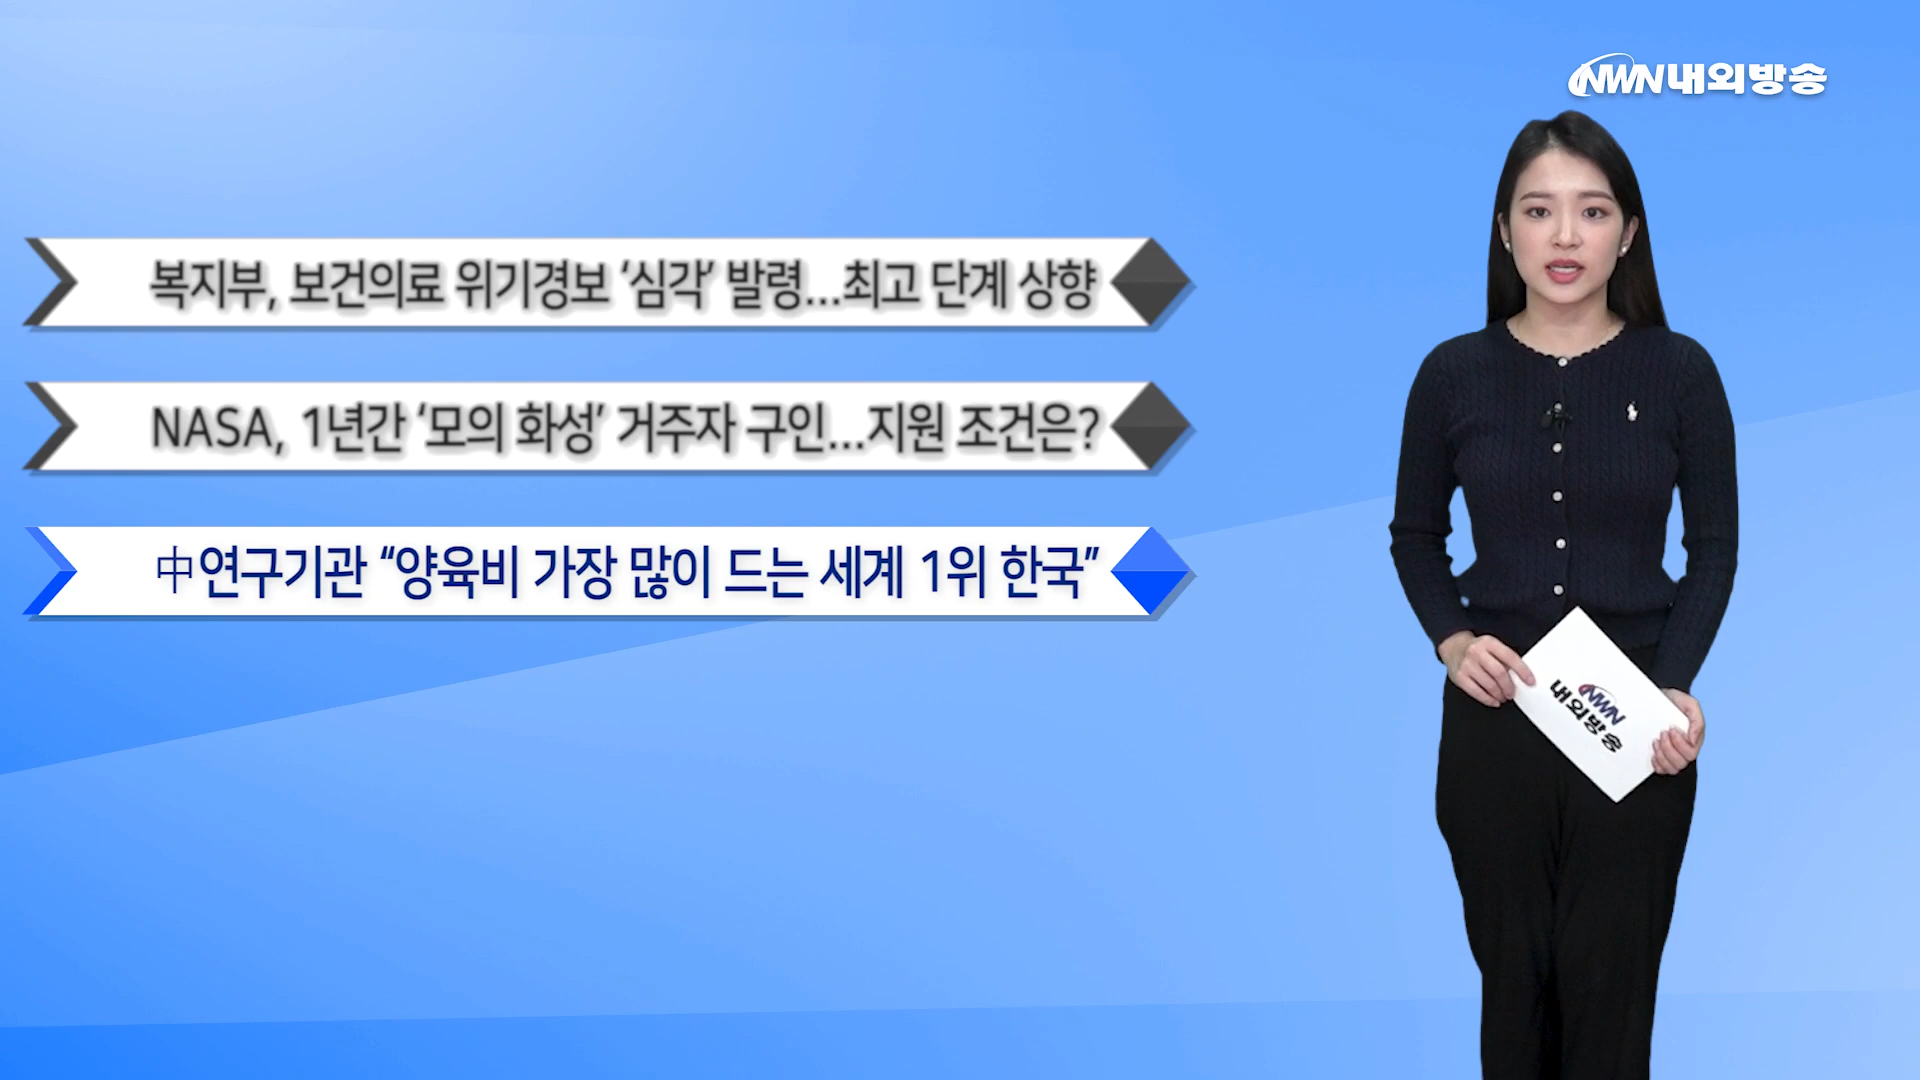 NWN내외방송
복지부, 보건의료 위기경보 ‘심각’ 발령...최고 단계 상향
NASA, 1년간 ‘모의 화성’ 거주자 구인...지원 조건은?
中연구기관 “양육비 가장 많이 드는 세계 1위 한국”
NWN
내외방송